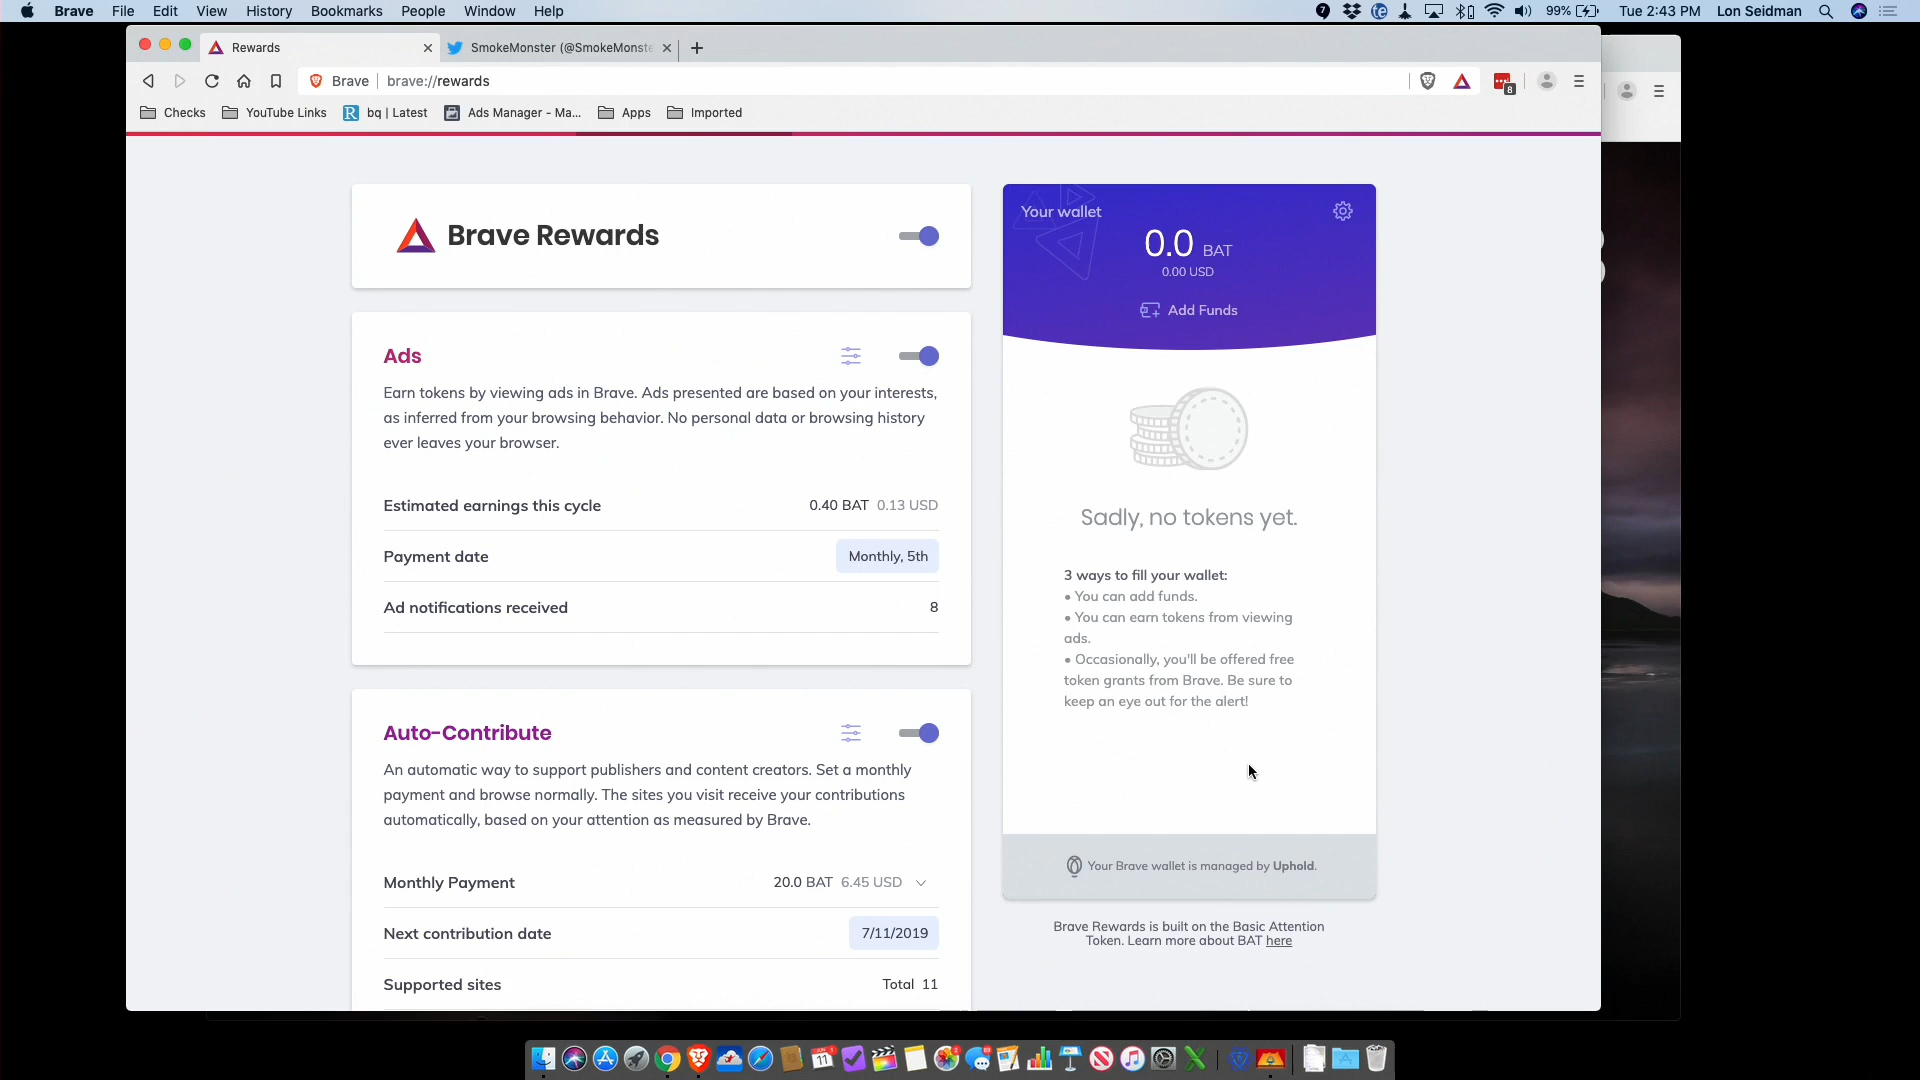 Brave File Edit View History Bookmarks People Window Help
7 99% Tue 2:43 PM Lon Seidman
Rewards
SmokeMonster (@SmokeMonste
Brave brave://rewards
8
Checks YouTube Links bq | Latest Ads Manager - Ma... Apps Imported
Brave Rewards
Ads
Earn tokens by viewing ads in Brave. Ads presented are based on your interests,
as inferred from your browsing behavior. No personal data or browsing history
ever leaves your browser.
Estimated earnings this cycle 0.40 BAT 0.13 USD
Payment date Monthly, 5th
Ad notifications received 8
Auto-Contribute
An automatic way to support publishers and content creators. Set a monthly
payment and browse normally. The sites you visit receive your contributions
automatically, based on your attention as measured by Brave.
Monthly Payment 20.0 BAT 6.45 USD
Next contribution date 7/11/2019
Supported sites Total 11
Your wallet
0.0 BAT
0.00 USD
Add Funds
Sadly, no tokens yet.
3 ways to fill your wallet:
• You can add funds.
• You can earn tokens from viewing
ads.
• Occasionally, you'll be offered free
token grants from Brave. Be sure to
keep an eye out for the alert!
Your Brave wallet is managed by Uphold.
Brave Rewards is built on the Basic Attention
Token. Learn more about BAT here